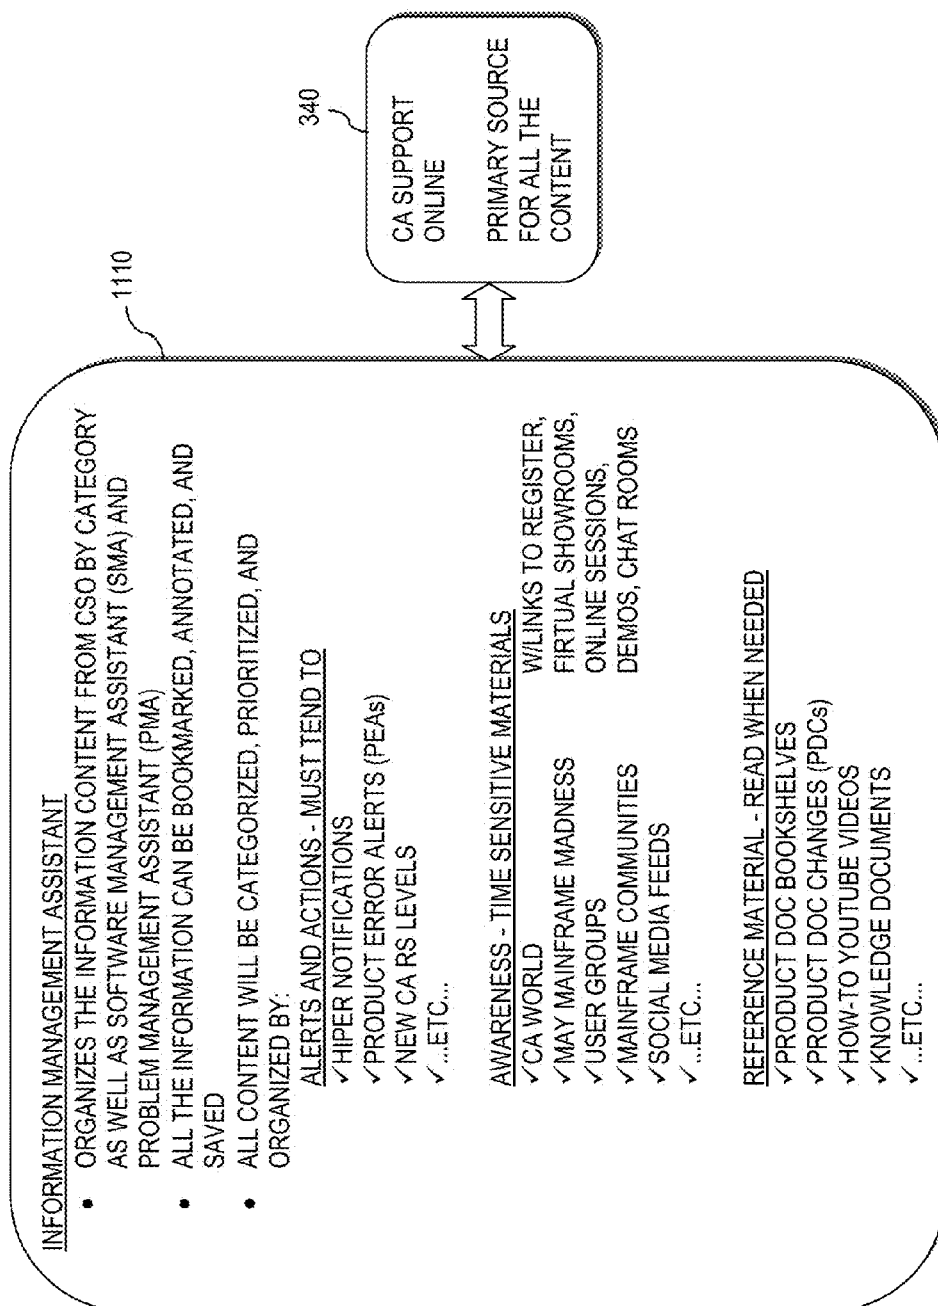 INFORMATION MANAGEMENT ASSISTANT
• ORGANIZES THE INFORMATION CONTENT FROM CSO BY CATEGORY
AS WELL AS SOFTWARE MANAGEMENT ASSISTANT (SMA) AND
PROBLEM MANAGEMENT ASSISTANT (PMA)
• ALL THE INFORMATION CAN BE BOOKMARKED, ANNOTATED, AND
SAVED
• ALL CONTENT WILL BE CATEGORIZED, PRIORITIZED, AND
ORGANIZED BY:
ALERTS AND ACTIONS - MUST TEND TO
✓HIPER NOTIFICATIONS
✓PRODUCT ERROR ALERTS (PEAs)
✓NEW CA RS LEVELS
✓...ETC...
AWARENESS - TIME SENSITIVE MATERIALS
✓CA WORLD
✓MAY MAINFRAME MADNESS
✓USER GROUPS
✓MAINFRAME COMMUNITIES
✓SOCIAL MEDIA FEEDS
✓...ETC...
W/LINKS TO REGISTER,
FIRTUAL SHOWROOMS,
ONLINE SESSIONS,
DEMOS, CHAT ROOMS
REFERENCE MATERIAL - READ WHEN NEEDED
✓PRODUCT DOC BOOKSHELVES
✓PRODUCT DOC CHANGES (PDCs)
✓HOW-TO YOUTUBE VIDEOS
✓KNOWLEDGE DOCUMENTS
✓...ETC...
1110
340
CA SUPPORT
ONLINE
PRIMARY SOURCE
FOR ALL THE
CONTENT